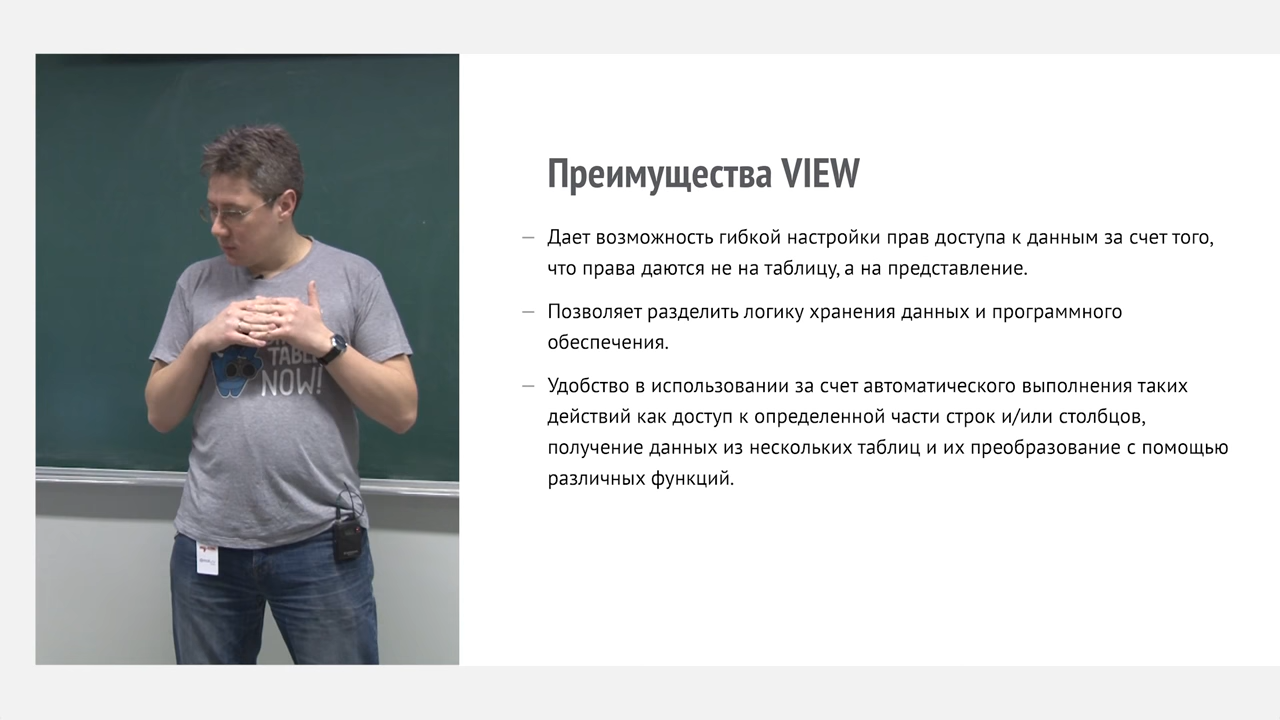 Преимущества VIEW
— Дает возможность гибкой настройки прав доступа к данным за счет того,
что права даются не на таблицу, а на представление.
— Позволяет разделить логику хранения данных и программного
обеспечения.
— Удобство в использовании за счет автоматического выполнения таких
действий как доступ к определенной части строк и/или столбцов,
получение данных из нескольких таблиц и их преобразование с помощью
различных функций.
NOW!